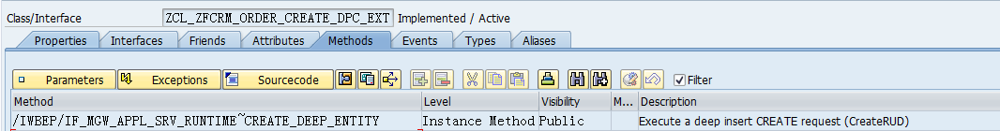 Class/Interface ZCL_ZFCRM_ORDER_CREATE_DPC_EXT Implemented / Active
Properties Interfaces Friends Attributes Methods Events Types Aliases
Parameters Exceptions Sourcecode Filter
Method Level Visibility M... Description
/IWBEP/IF_MGW_APPL_SRV_RUNTIME~CREATE_DEEP_ENTITY Instance Method Public Execute a deep insert CREATE request (CreateRUD)